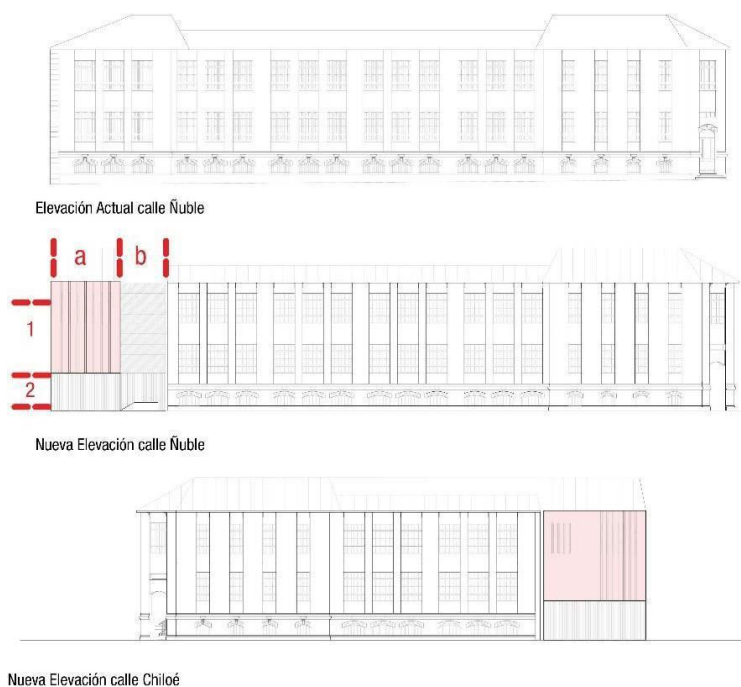 Elevación Actual calle Ñuble
a b
1
2
Nueva Elevación calle Ñuble
Nueva Elevación calle Chiloé